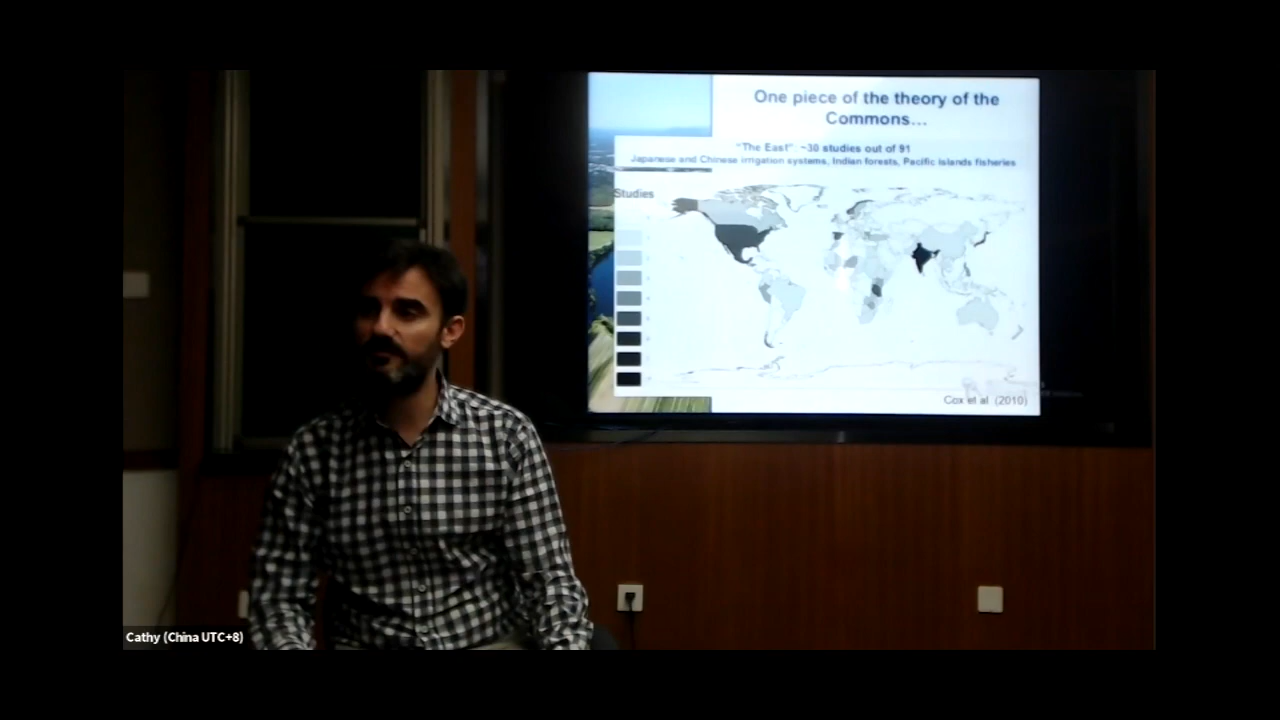 One piece of the theory of the
Commons…
"The East": ~30 studies out of 91
Japanese and Chinese irrigation systems, Indian forests, Pacific Islands fisheries
Studies
Cox et al. (2010)
Cathy (China UTC+8)